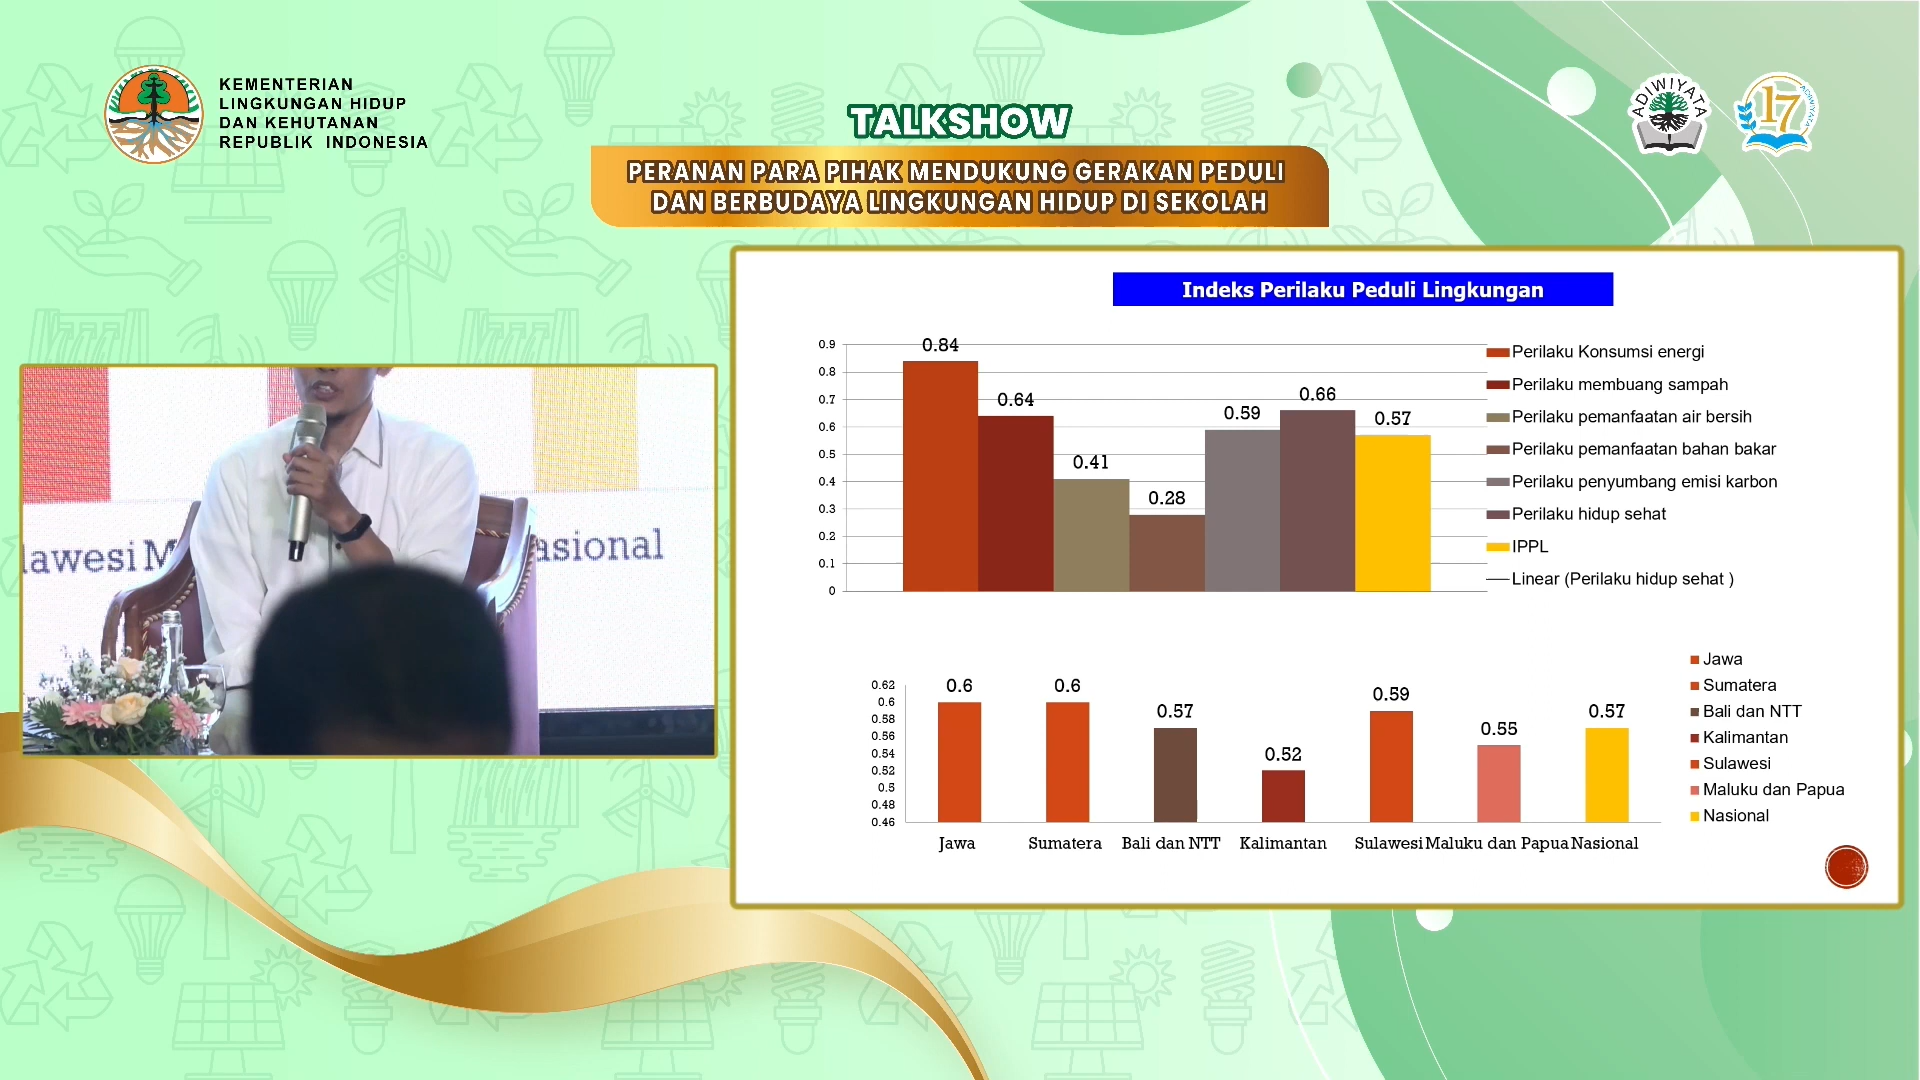 KEMENTERIAN
LINGKUNGAN HIDUP
DAN KEHUTANAN
REPUBLIK INDONESIA
TALKSHOW
PERANAN PARA PIHAK MENDUKUNG GERAKAN PEDULI
DAN BERBUDAYA LINGKUNGAN HIDUP DI SEKOLAH
ADIWIYATA
17
ADIWIYATA
lawesi M
asional
Indeks Perilaku Peduli Lingkungan
0.9
0.8
0.7
0.6
0.5
0.4
0.3
0.2
0.1
0
0.84
0.64
0.41
0.28
0.59
0.66
0.57
Perilaku Konsumsi energi
Perilaku membuang sampah
Perilaku pemanfaatan air bersih
Perilaku pemanfaatan bahan bakar
Perilaku penyumbang emisi karbon
Perilaku hidup sehat
IPPL
Linear (Perilaku hidup sehat )
0.62
0.6
0.58
0.56
0.54
0.52
0.5
0.48
0.46
0.6
0.6
0.57
0.52
0.59
0.55
0.57
Jawa
Sumatera
Bali dan NTT
Kalimantan
Sulawesi
Maluku dan Papua
Nasional
Jawa
Sumatera
Bali dan NTT
Kalimantan
Sulawesi
Maluku dan Papua
Nasional